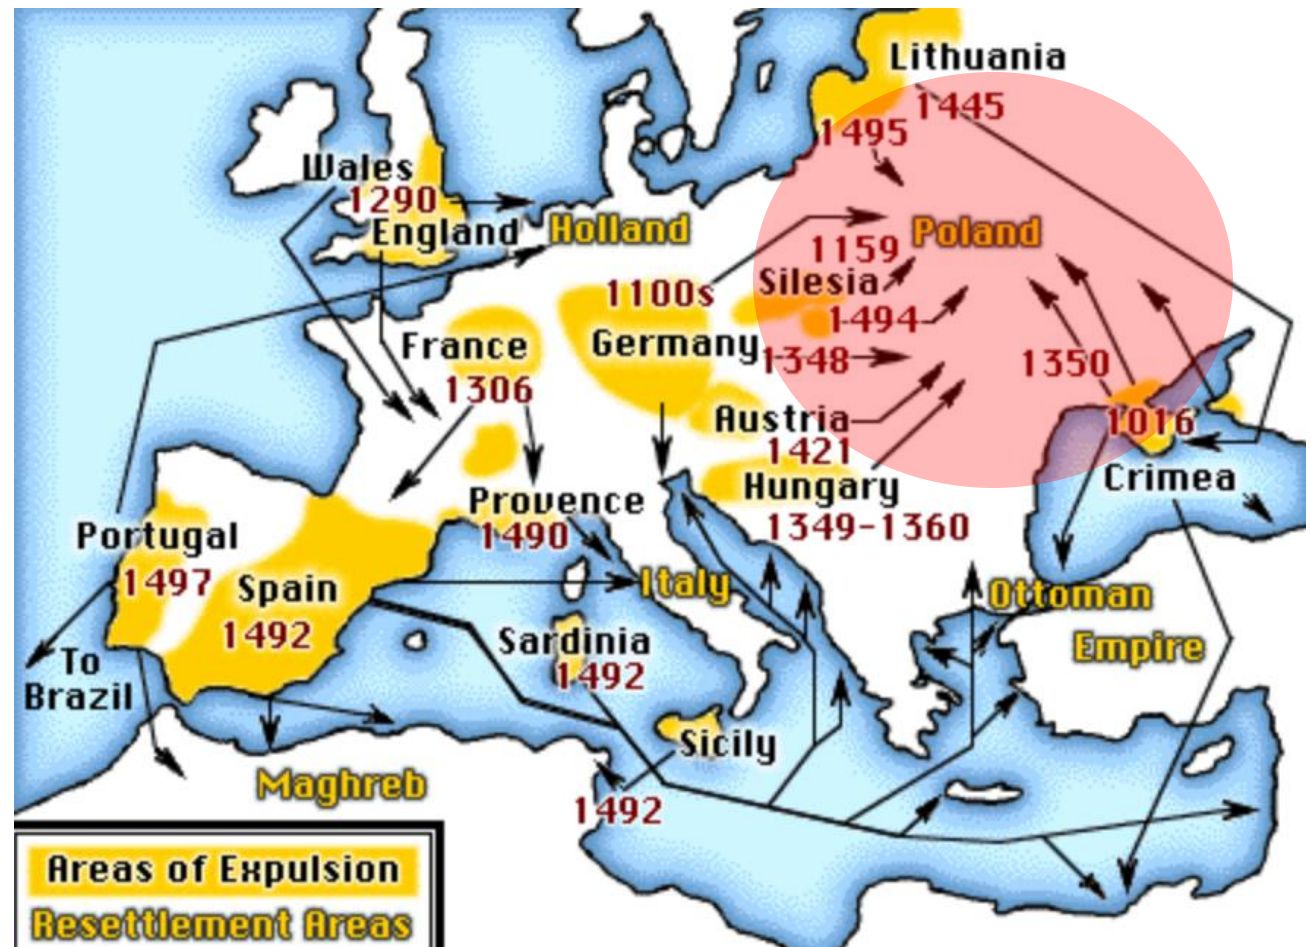 Lithuania
1445
1495
Wales
1290
England
Holland
1159
Poland
Silesia
1100s
1494
France
Germany
1348
1350
1306
Austria
1016
1421
Crimea
Hungary
Provence
1349-1360
1490
Portugal
1497
Spain
Italy
Ottoman
Empire
1492
Sardinia
To
Brazil
1492
Sicily
Maghreb
1492
Areas of Expulsion
Resettlement Areas